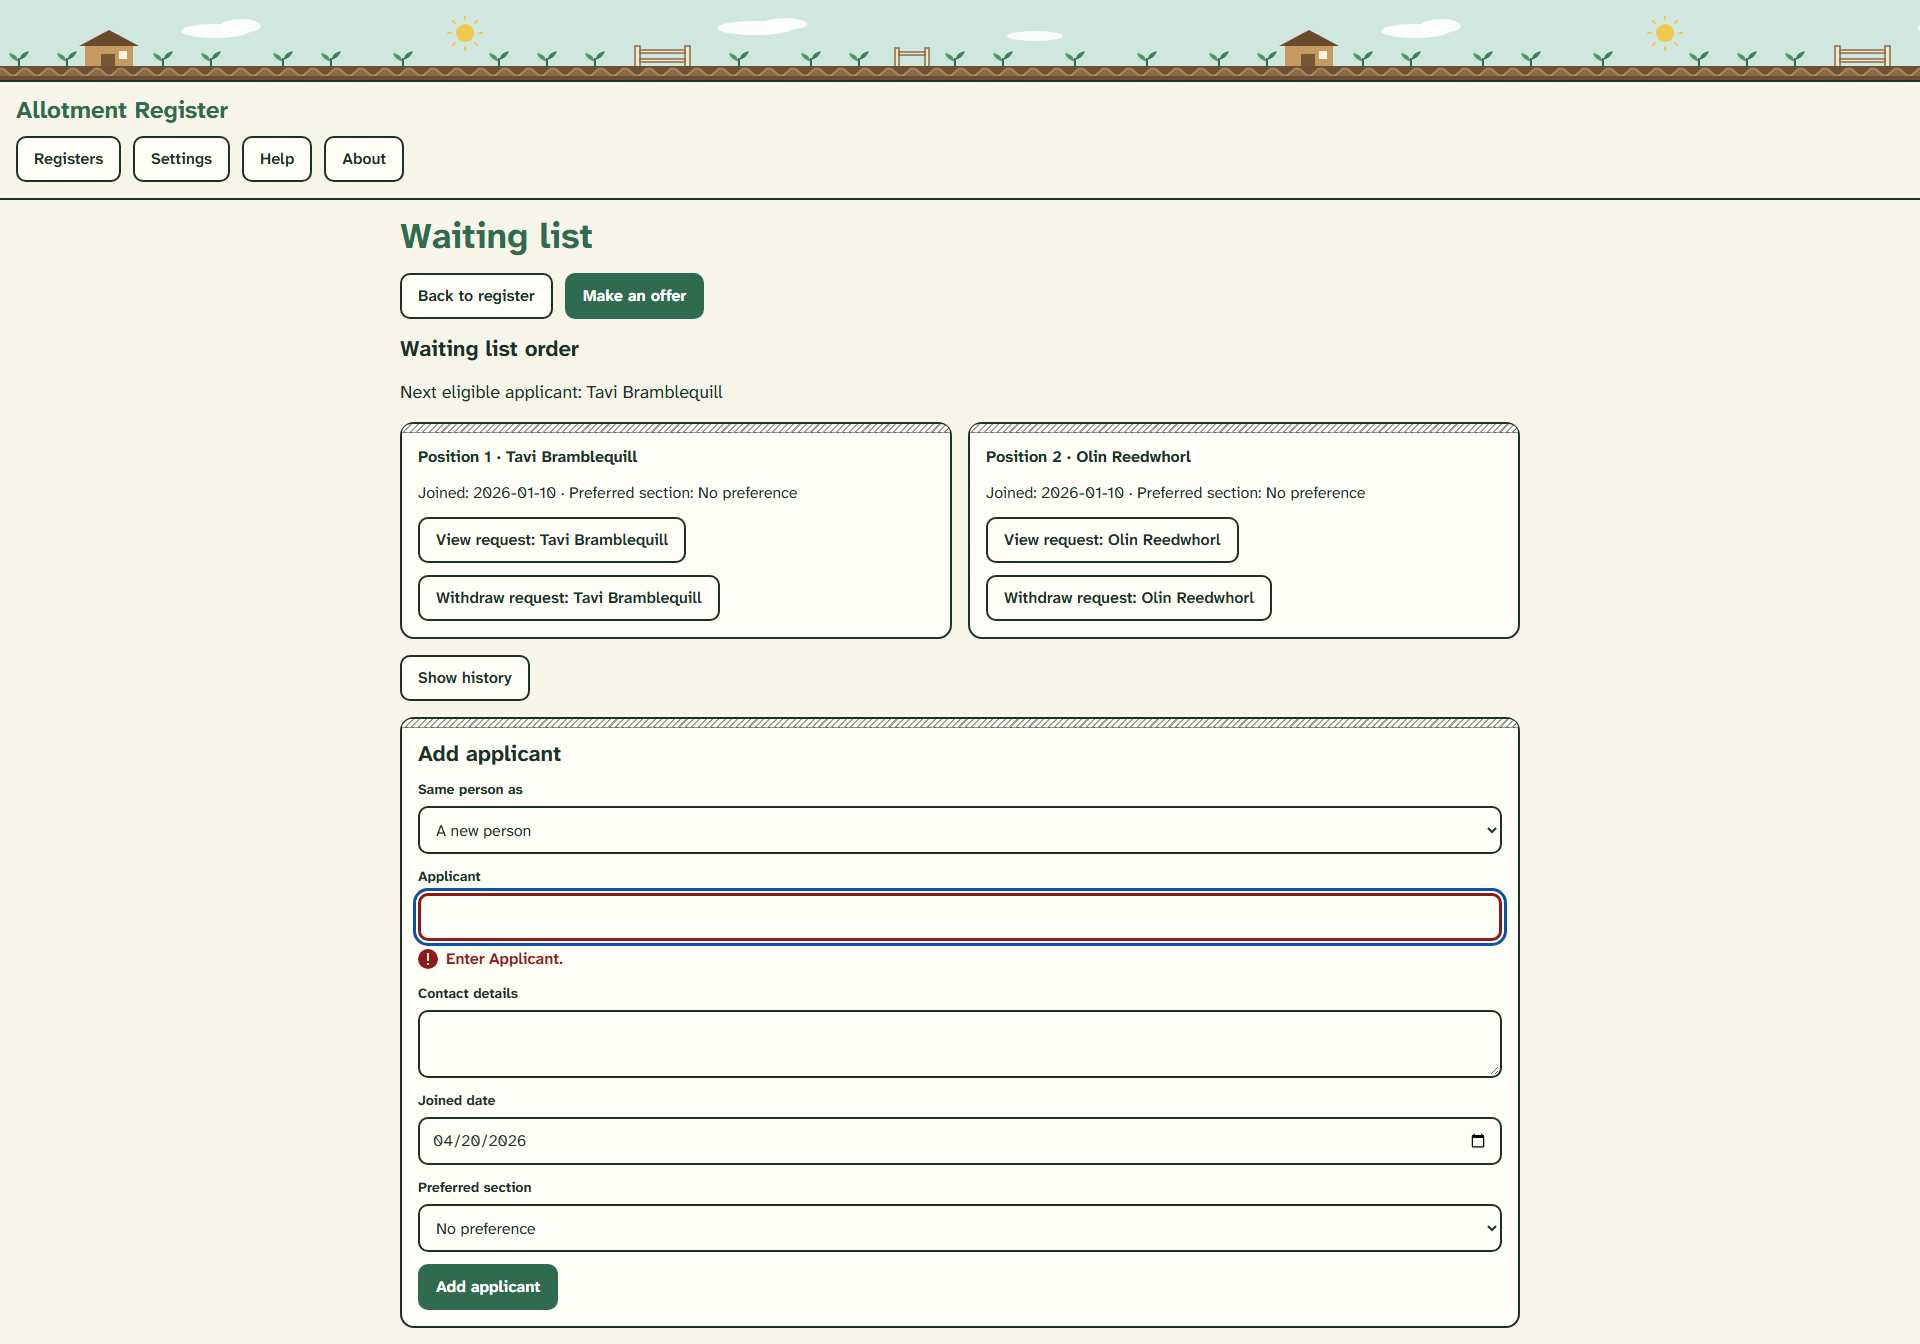 Allotment Register
Registers Settings Help About
Waiting list
Back to register Make an offer
Waiting list order
Next eligible applicant: Tavi Bramblequill
Position 1 · Tavi Bramblequill
Joined: 2026-01-10 · Preferred section: No preference
View request: Tavi Bramblequill
Withdraw request: Tavi Bramblequill
Position 2 · Olin Reedwhorl
Joined: 2026-01-10 · Preferred section: No preference
View request: Olin Reedwhorl
Withdraw request: Olin Reedwhorl
Show history
Add applicant
Same person as
A new person
Applicant
Enter Applicant.
Contact details
Joined date
04/20/2026
Preferred section
No preference
Add applicant